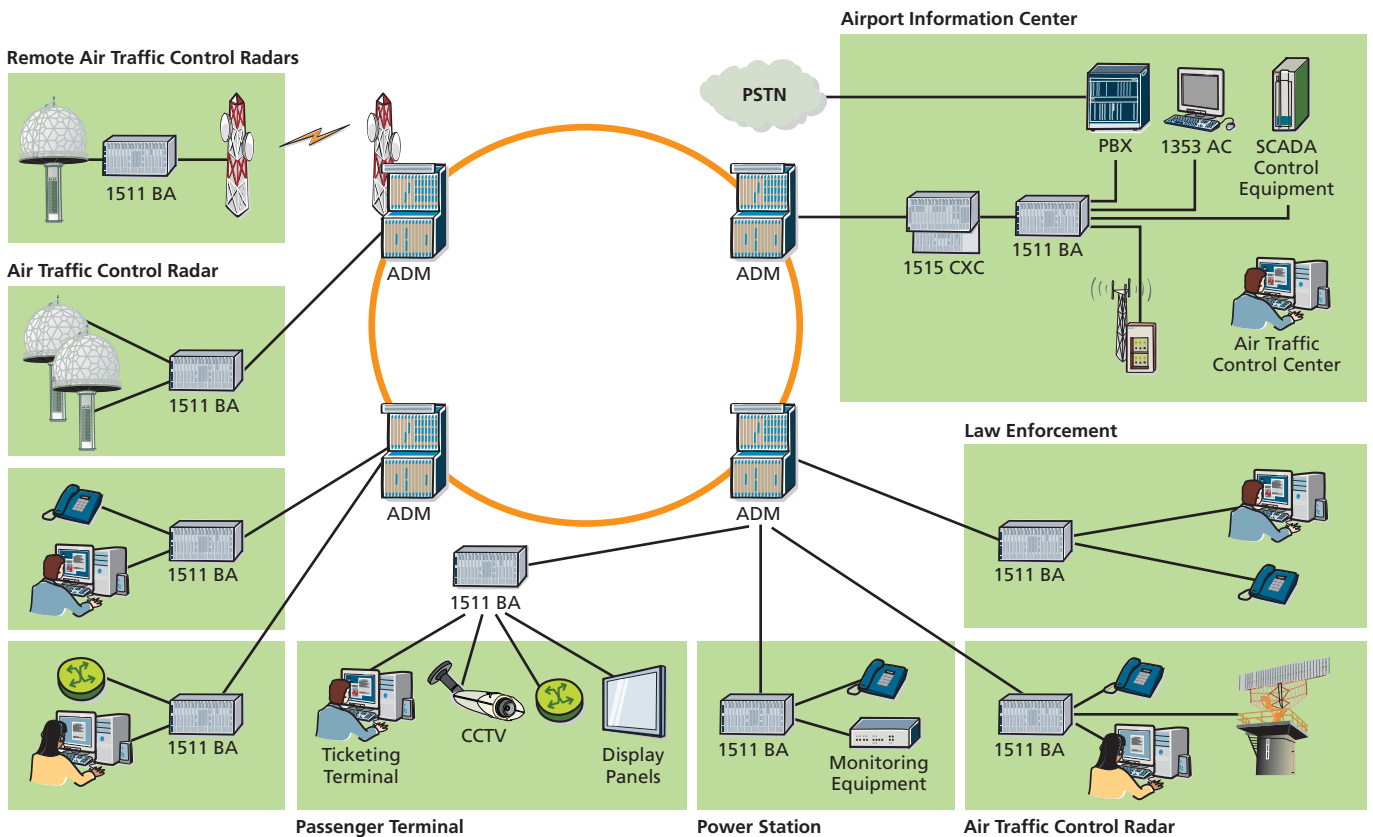 Airport Information Center
Remote Air Traffic Control Radars
PSTN
PBX
1353 AC
SCADA
Control
Equipment
1511 BA
ADM
ADM
1515 CXC
1511 BA
Air Traffic Control Radar
1511 BA
Air Traffic
Control Center
Law Enforcement
ADM
ADM
1511 BA
1511 BA
1511 BA
1511 BA
Ticketing
Terminal
CCTV
Display
Panels
1511 BA
Monitoring
Equipment
1511 BA
1511 BA
Passenger Terminal
Power Station
Air Traffic Control Radar